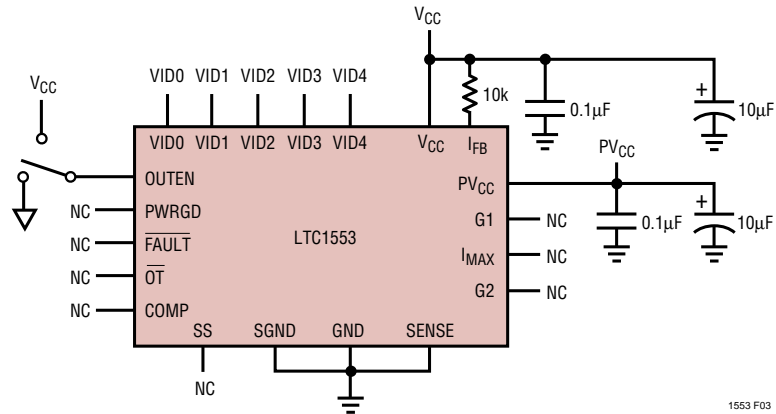 VCC
VCC
VID0 VID1 VID2 VID3 VID4
10k
0.1µF
+
10µF
VID0 VID1 VID2 VID3 VID4 VCC IFB
PVCC
OUTEN
PVCC
NC PWRGD
G1 NC
0.1µF
+
10µF
NC FAULT
LTC1553
IMAX NC
NC OT
G2 NC
NC COMP
SS SGND GND SENSE
NC
1553 F03